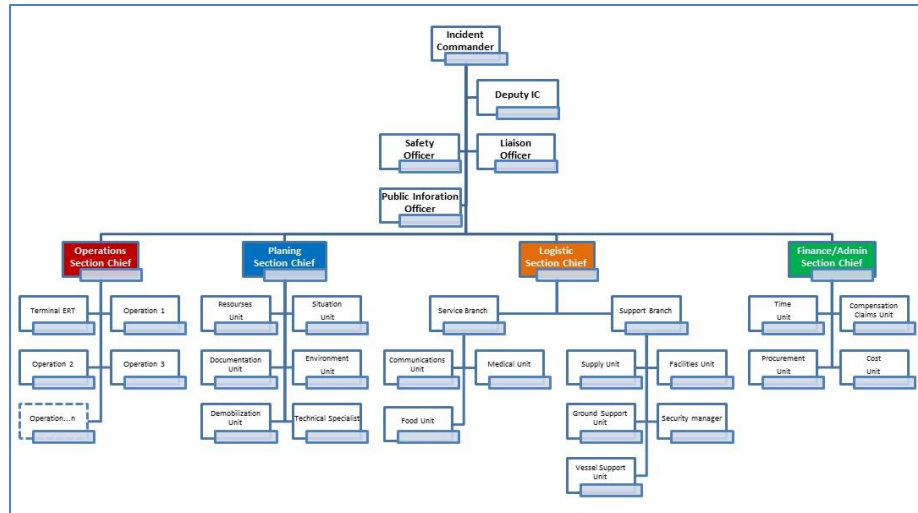 Incident
Commander
Deputy IC
Safety
Officer
Liaison
Officer
Public Inforation
Officer
Operations
Section Chief
Planing
Section Chief
Logistic
Section Chief
Finance/Admin
Section Chief
Terminal ERT
Operation 1
Operation 2
Operation 3
Operation...n
Resourses
Unit
Situation
Unit
Documentation
Unit
Environment
Unit
Demobilization
Unit
Technical Specialist
Service Branch
Support Branch
Communications
Unit
Medical Unit
Food Unit
Supply Unit
Facilities Unit
Ground Support
Unit
Security manager
Vessel Support
Unit
Time
Unit
Compensation
Claims Unit
Procurement
Unit
Cost
Unit